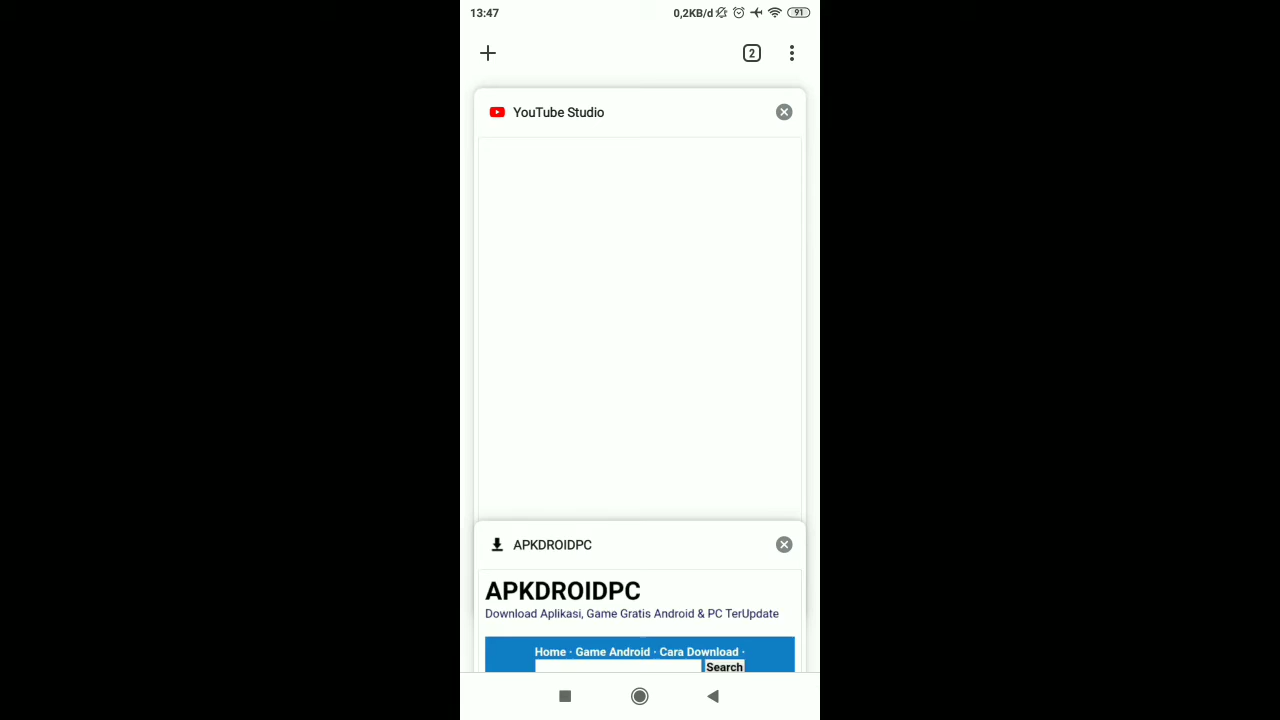 13:47 0,2KB/d 91
2
YouTube Studio
APKDROIDPC
APKDROIDPC
Download Aplikasi, Game Gratis Android & PC TerUpdate
Home · Game Android · Cara Download ·
Search